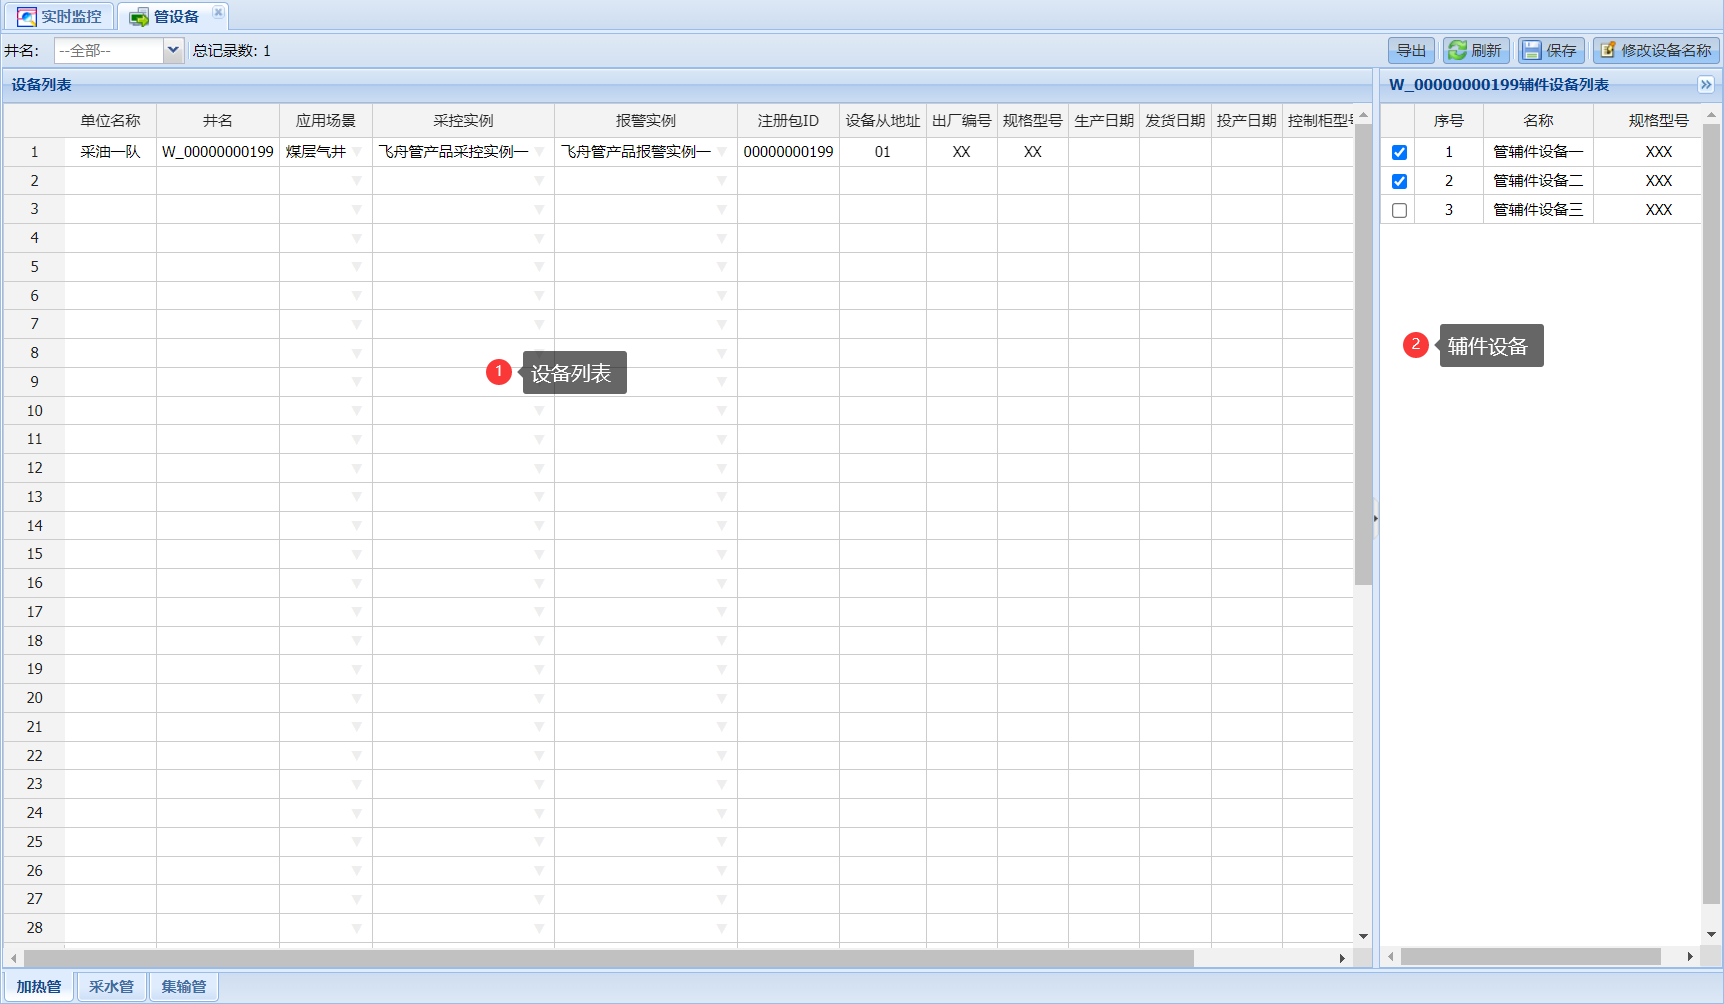 实时监控 管设备
井名: --全部-- 总记录数: 1 导出 刷新 保存 修改设备名称
设备列表 W_00000000199辅件设备列表
单位名称 井名 应用场景 采控实例 报警实例 注册包ID 设备从地址 出厂编号 规格型号 生产日期 发货日期 投产日期 控制柜型号 序号 名称 规格型号
1 采油一队 W_00000000199 煤层气井 飞舟管产品采控实例一 飞舟管产品报警实例一 00000000199 01 XX XX 1 管辅件设备一 XXX
2 2 管辅件设备二 XXX
3 3 管辅件设备三 XXX
4
5
6
7
8
9
10
11
12
13
14
15
16
17
18
19
20
21
22
23
24
25
26
27
28
1 设备列表
2 辅件设备
加热管 采水管 集输管